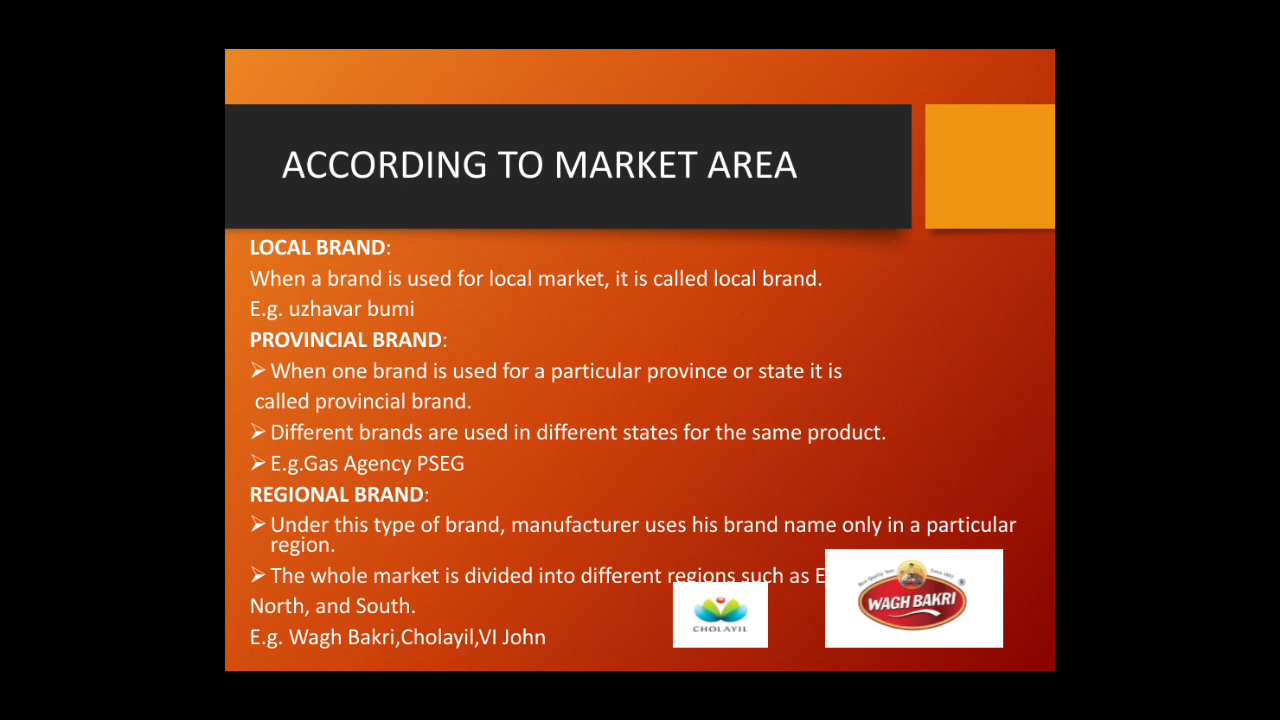 ACCORDING TO MARKET AREA
LOCAL BRAND:
When a brand is used for local market, it is called local brand.
E.g. uzhavar bumi
PROVINCIAL BRAND:
➢When one brand is used for a particular province or state it is
called provincial brand.
➢Different brands are used in different states for the same product.
➢E.g.Gas Agency PSEG
REGIONAL BRAND:
➢Under this type of brand, manufacturer uses his brand name only in a particular
region.
➢The whole market is divided into different regions such as E
North, and South.
E.g. Wagh Bakri,Cholayil,VI John
CHOLAYIL
WAGH BAKRI